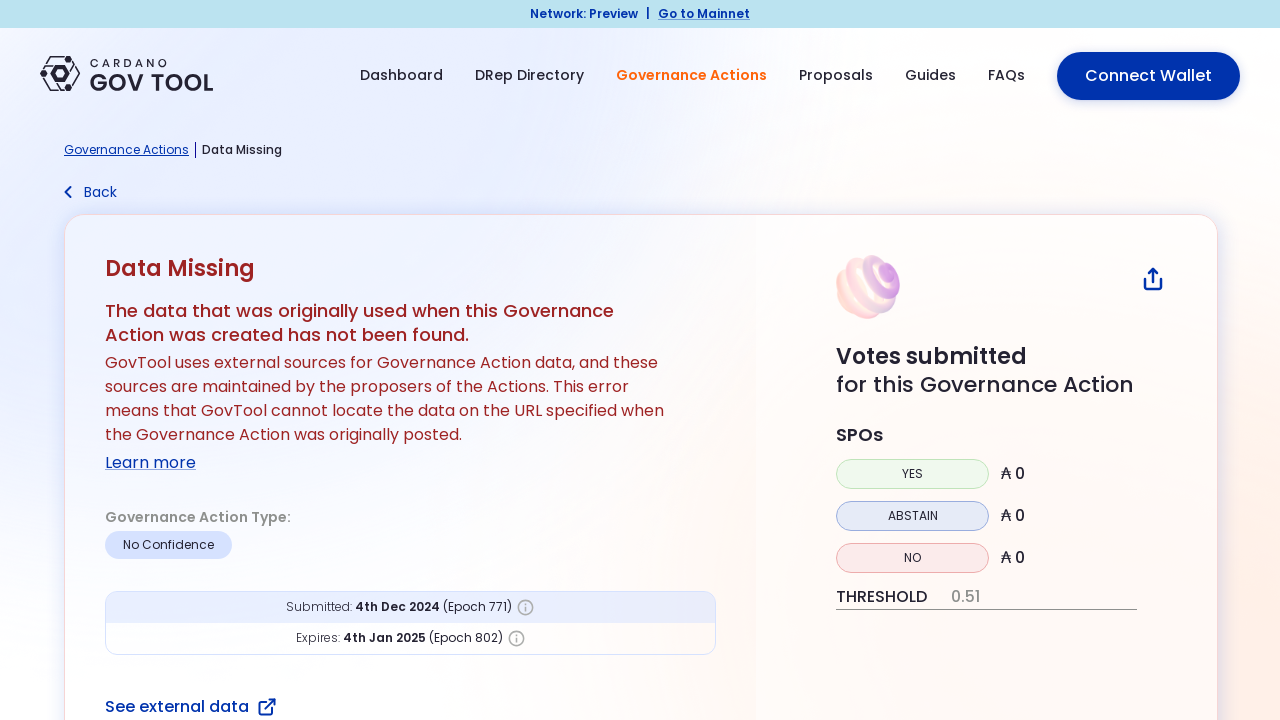 Network: Preview | Go to Mainnet
CARDANO
GOV TOOL
Dashboard
DRep Directory
Governance Actions
Proposals
Guides
FAQs
Connect Wallet
Governance Actions | Data Missing
Back
Data Missing
The data that was originally used when this Governance
Action was created has not been found.
GovTool uses external sources for Governance Action data, and these
sources are maintained by the proposers of the Actions. This error
means that GovTool cannot locate the data on the URL specified when
the Governance Action was originally posted.
Learn more
Governance Action Type:
No Confidence
Submitted: 4th Dec 2024 (Epoch 771)
Expires: 4th Jan 2025 (Epoch 802)
See external data
Votes submitted
for this Governance Action
SPOs
YES ₳ 0
ABSTAIN ₳ 0
NO ₳ 0
THRESHOLD 0.51